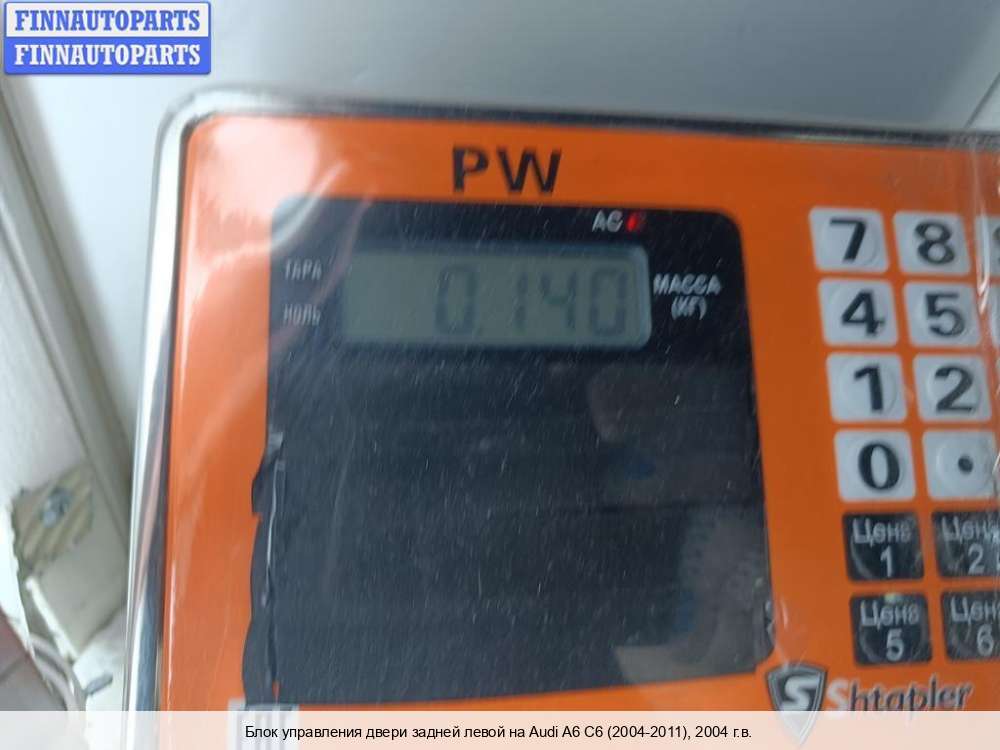 FINNAUTOPARTS
FINNAUTOPARTS
PW
AC
ТАРА
НОЛЬ
0.140
МАССА
(КГ)
7 8
4 5
1 2
0 .
Цена 1
Цена 2
Цена 5
Цена 6
Shtapler
Блок управления двери задней левой на Audi A6 C6 (2004-2011), 2004 г.в.